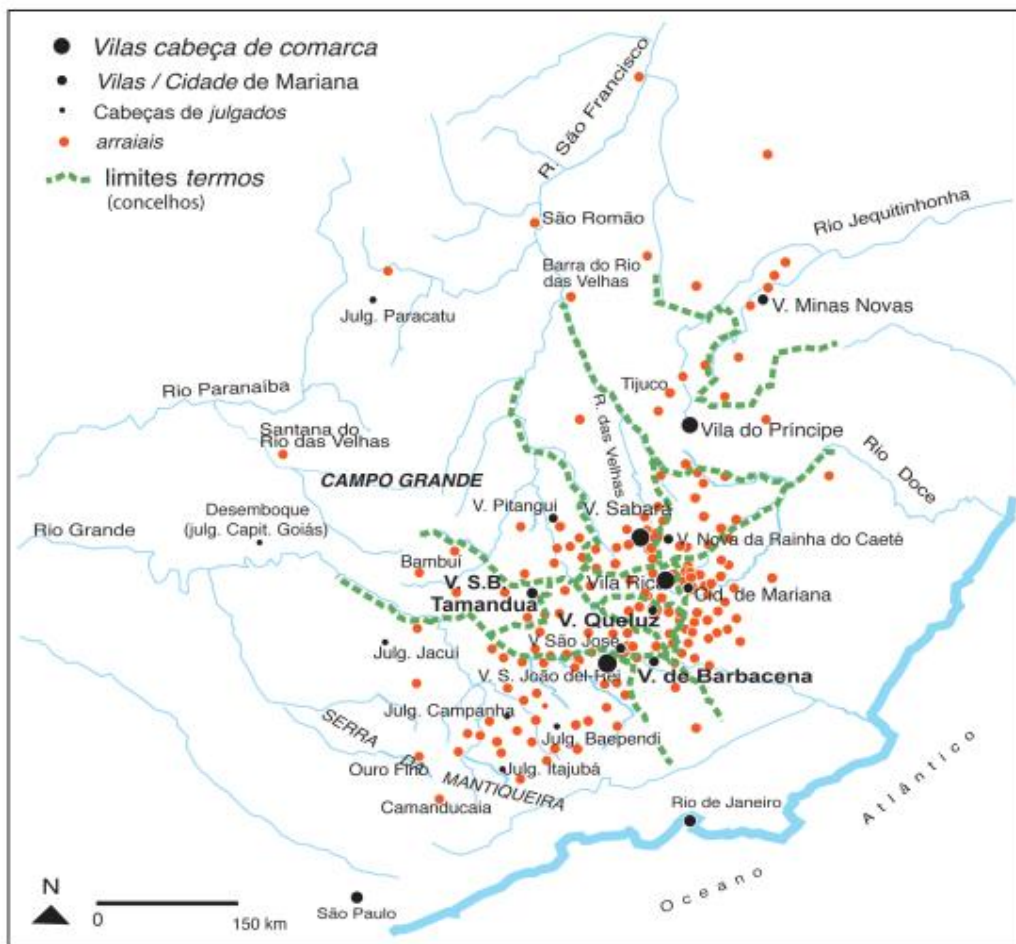 Vilas cabeça de comarca
Vilas / Cidade de Mariana
Cabeças de julgados
arraiais
limites termos
(concelhos)
R. São Francisco
Rio Jequitinhonha
São Romão
Barra do Rio
das Velhas
V. Minas Novas
Julg. Paracatu
Tijuco
Rio Paranaíba
R. das Velhas
Vila do Príncipe
Santana do
Rio das Velhas
CAMPO GRANDE
Rio Doce
V. Pitangui
V. Sabará
Desemboque
(julg. Capit. Goiás)
Rio Grande
V. Nova da Rainha do Caeté
Bambuí
Vila Rica
Cid. de Mariana
V. S.B.
Tamanduá
V. Queluz
V São José
Julg. Jacuí
V. S. João del-Rei
V. de Barbacena
Julg. Campanha
Julg. Baependi
SERRA DA MANTIQUEIRA
Ouro Fino
Julg. Itajubá
Camanducaia
Rio de Janeiro
Oceano Atlântico
N
0 150 km
São Paulo